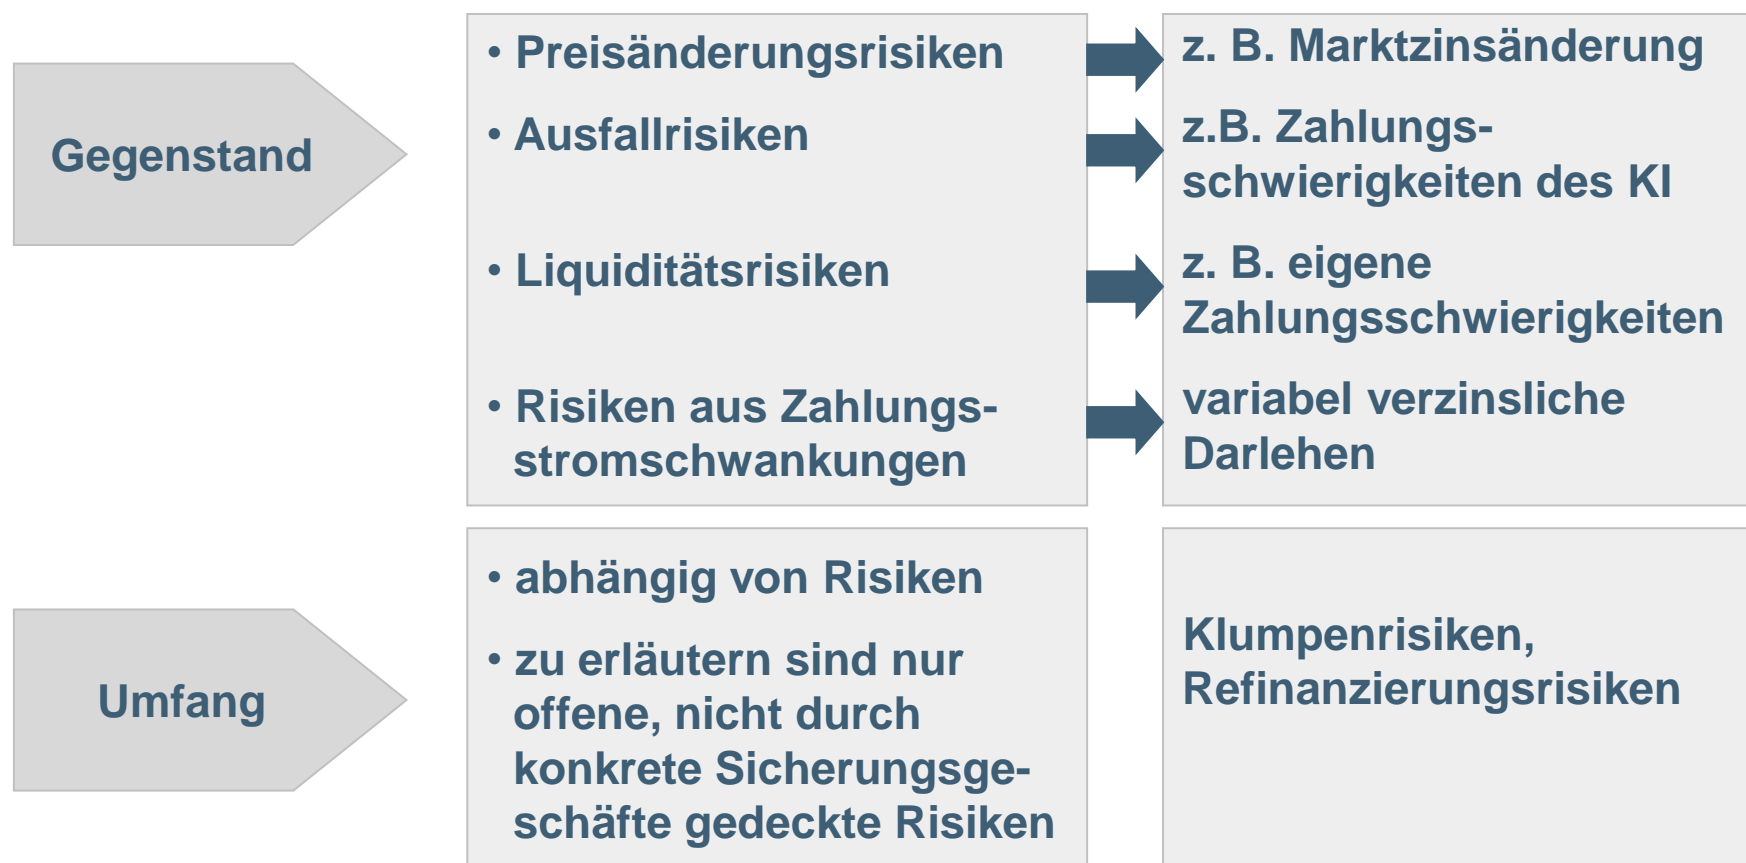 Gegenstand
• Preisänderungsrisiken
z. B. Marktzinsänderung
• Ausfallrisiken
z.B. Zahlungs-
schwierigkeiten des KI
• Liquiditätsrisiken
z. B. eigene
Zahlungsschwierigkeiten
• Risiken aus Zahlungs-
stromschwankungen
variabel verzinsliche
Darlehen
Umfang
• abhängig von Risiken
• zu erläutern sind nur
offene, nicht durch
konkrete Sicherungsge-
schäfte gedeckte Risiken
Klumpenrisiken,
Refinanzierungsrisiken